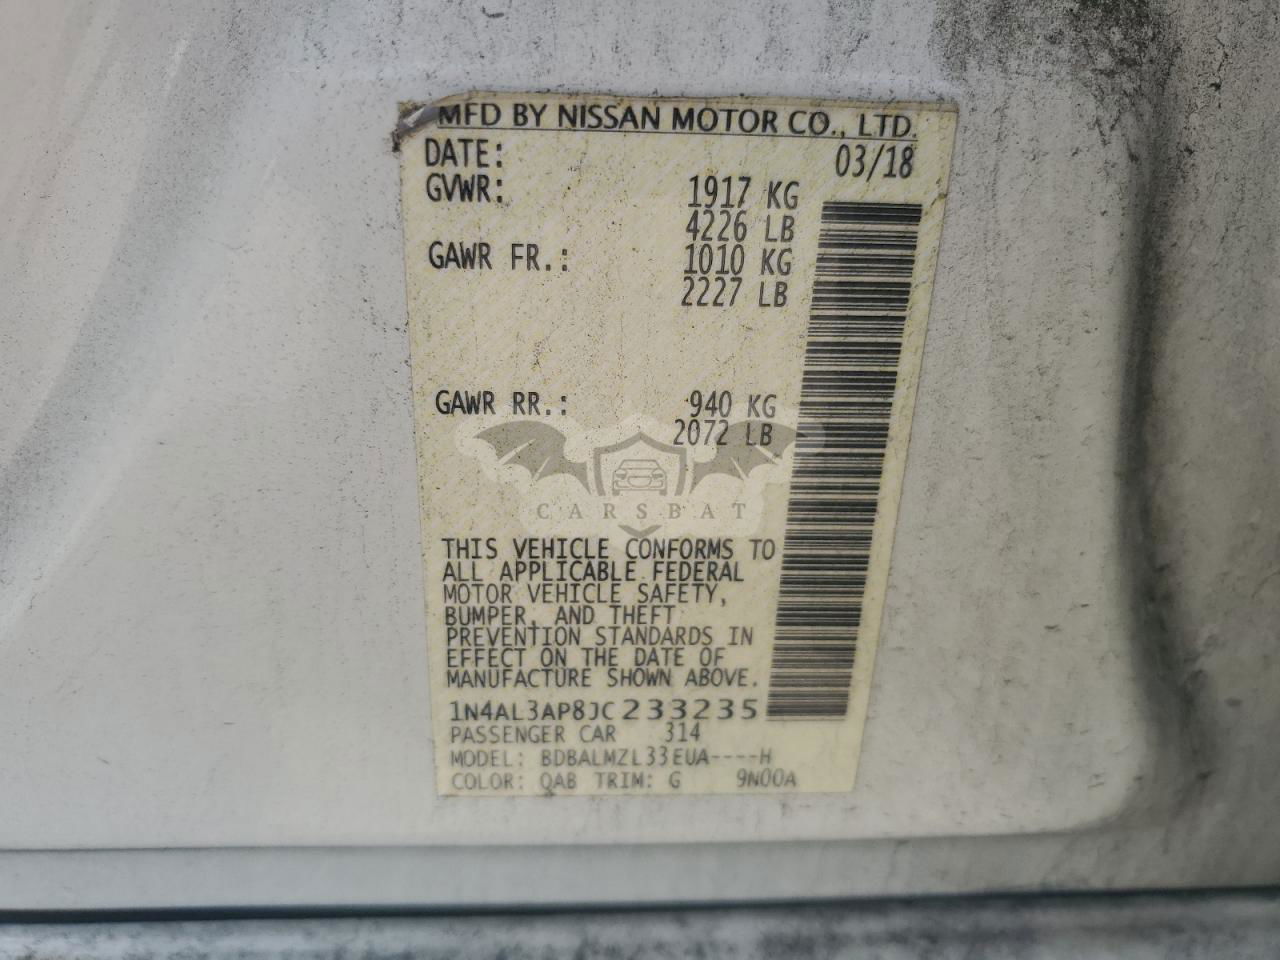 MFD BY NISSAN MOTOR CO., LTD.
DATE: 03/18
GVWR: 1917 KG
4226 LB
GAWR FR.: 1010 KG
2227 LB
GAWR RR.: 940 KG
2072 LB
CARSBAT
THIS VEHICLE CONFORMS TO
ALL APPLICABLE FEDERAL
MOTOR VEHICLE SAFETY,
BUMPER, AND THEFT
PREVENTION STANDARDS IN
EFFECT ON THE DATE OF
MANUFACTURE SHOWN ABOVE.
1N4AL3AP8JC233235
PASSENGER CAR 314
MODEL: BDBALMZL33EUA----H
COLOR: QAB TRIM: G 9N00A